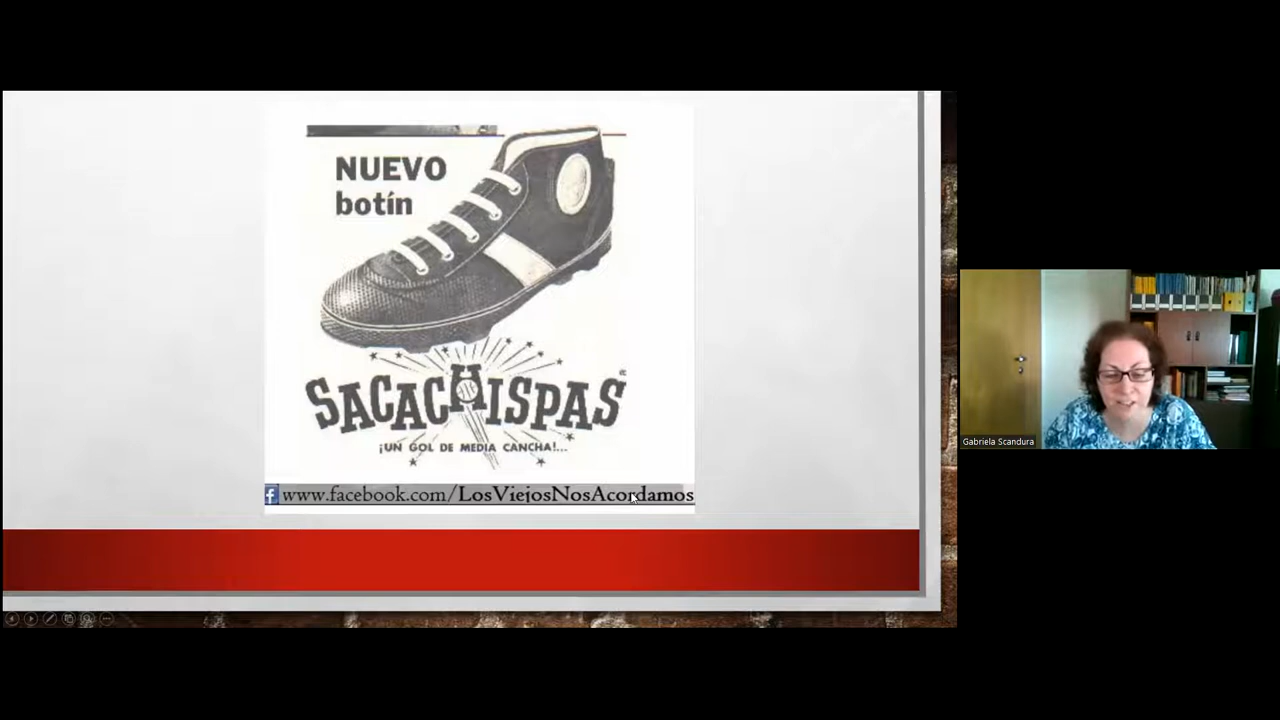 NUEVO
botín
SACACHISPAS
¡UN GOL DE MEDIA CANCHA!...
www.facebook.com/LosViejosNosAcordamos
Gabriela Scandura